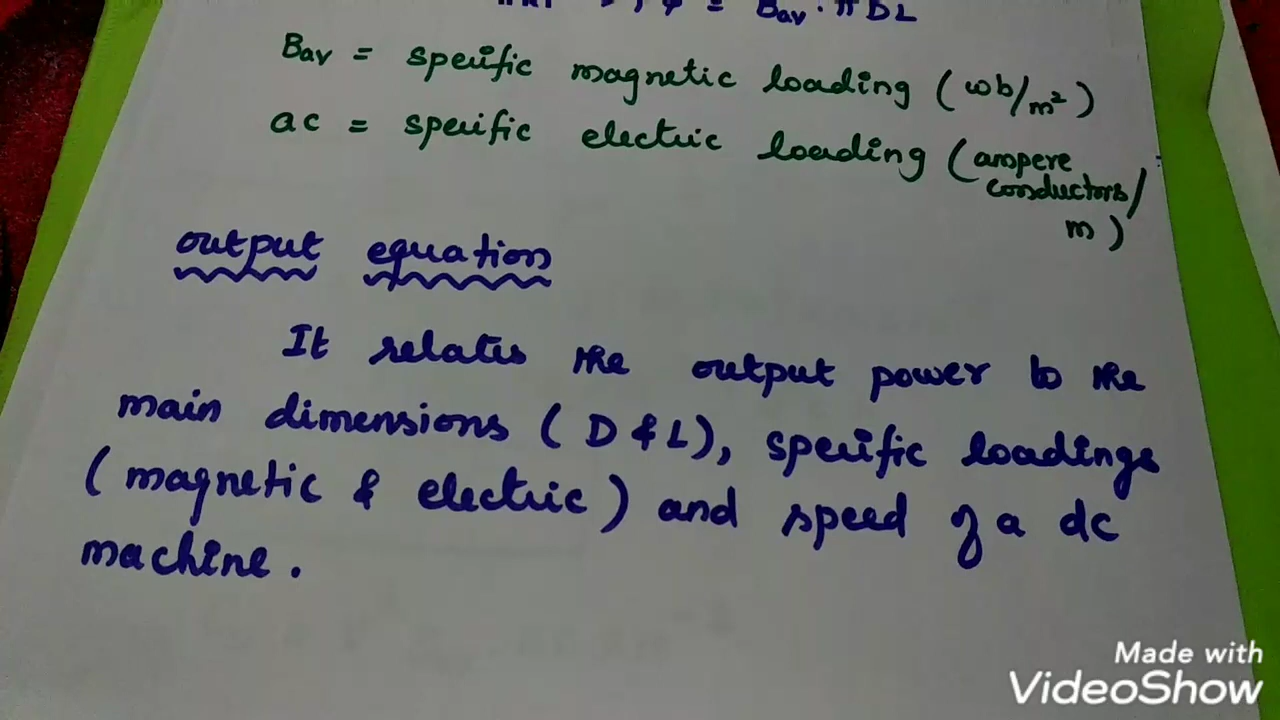 = Bav . π D L
Bav = specific magnetic loading ( wb/m² )
ac = specific electric loading ( ampere
conductors/
m )
output equation
It relates the output power to the
main dimensions ( D & L ), specific loadings
( magnetic & electric ) and speed of a dc
machine .
Made with
VideoShow